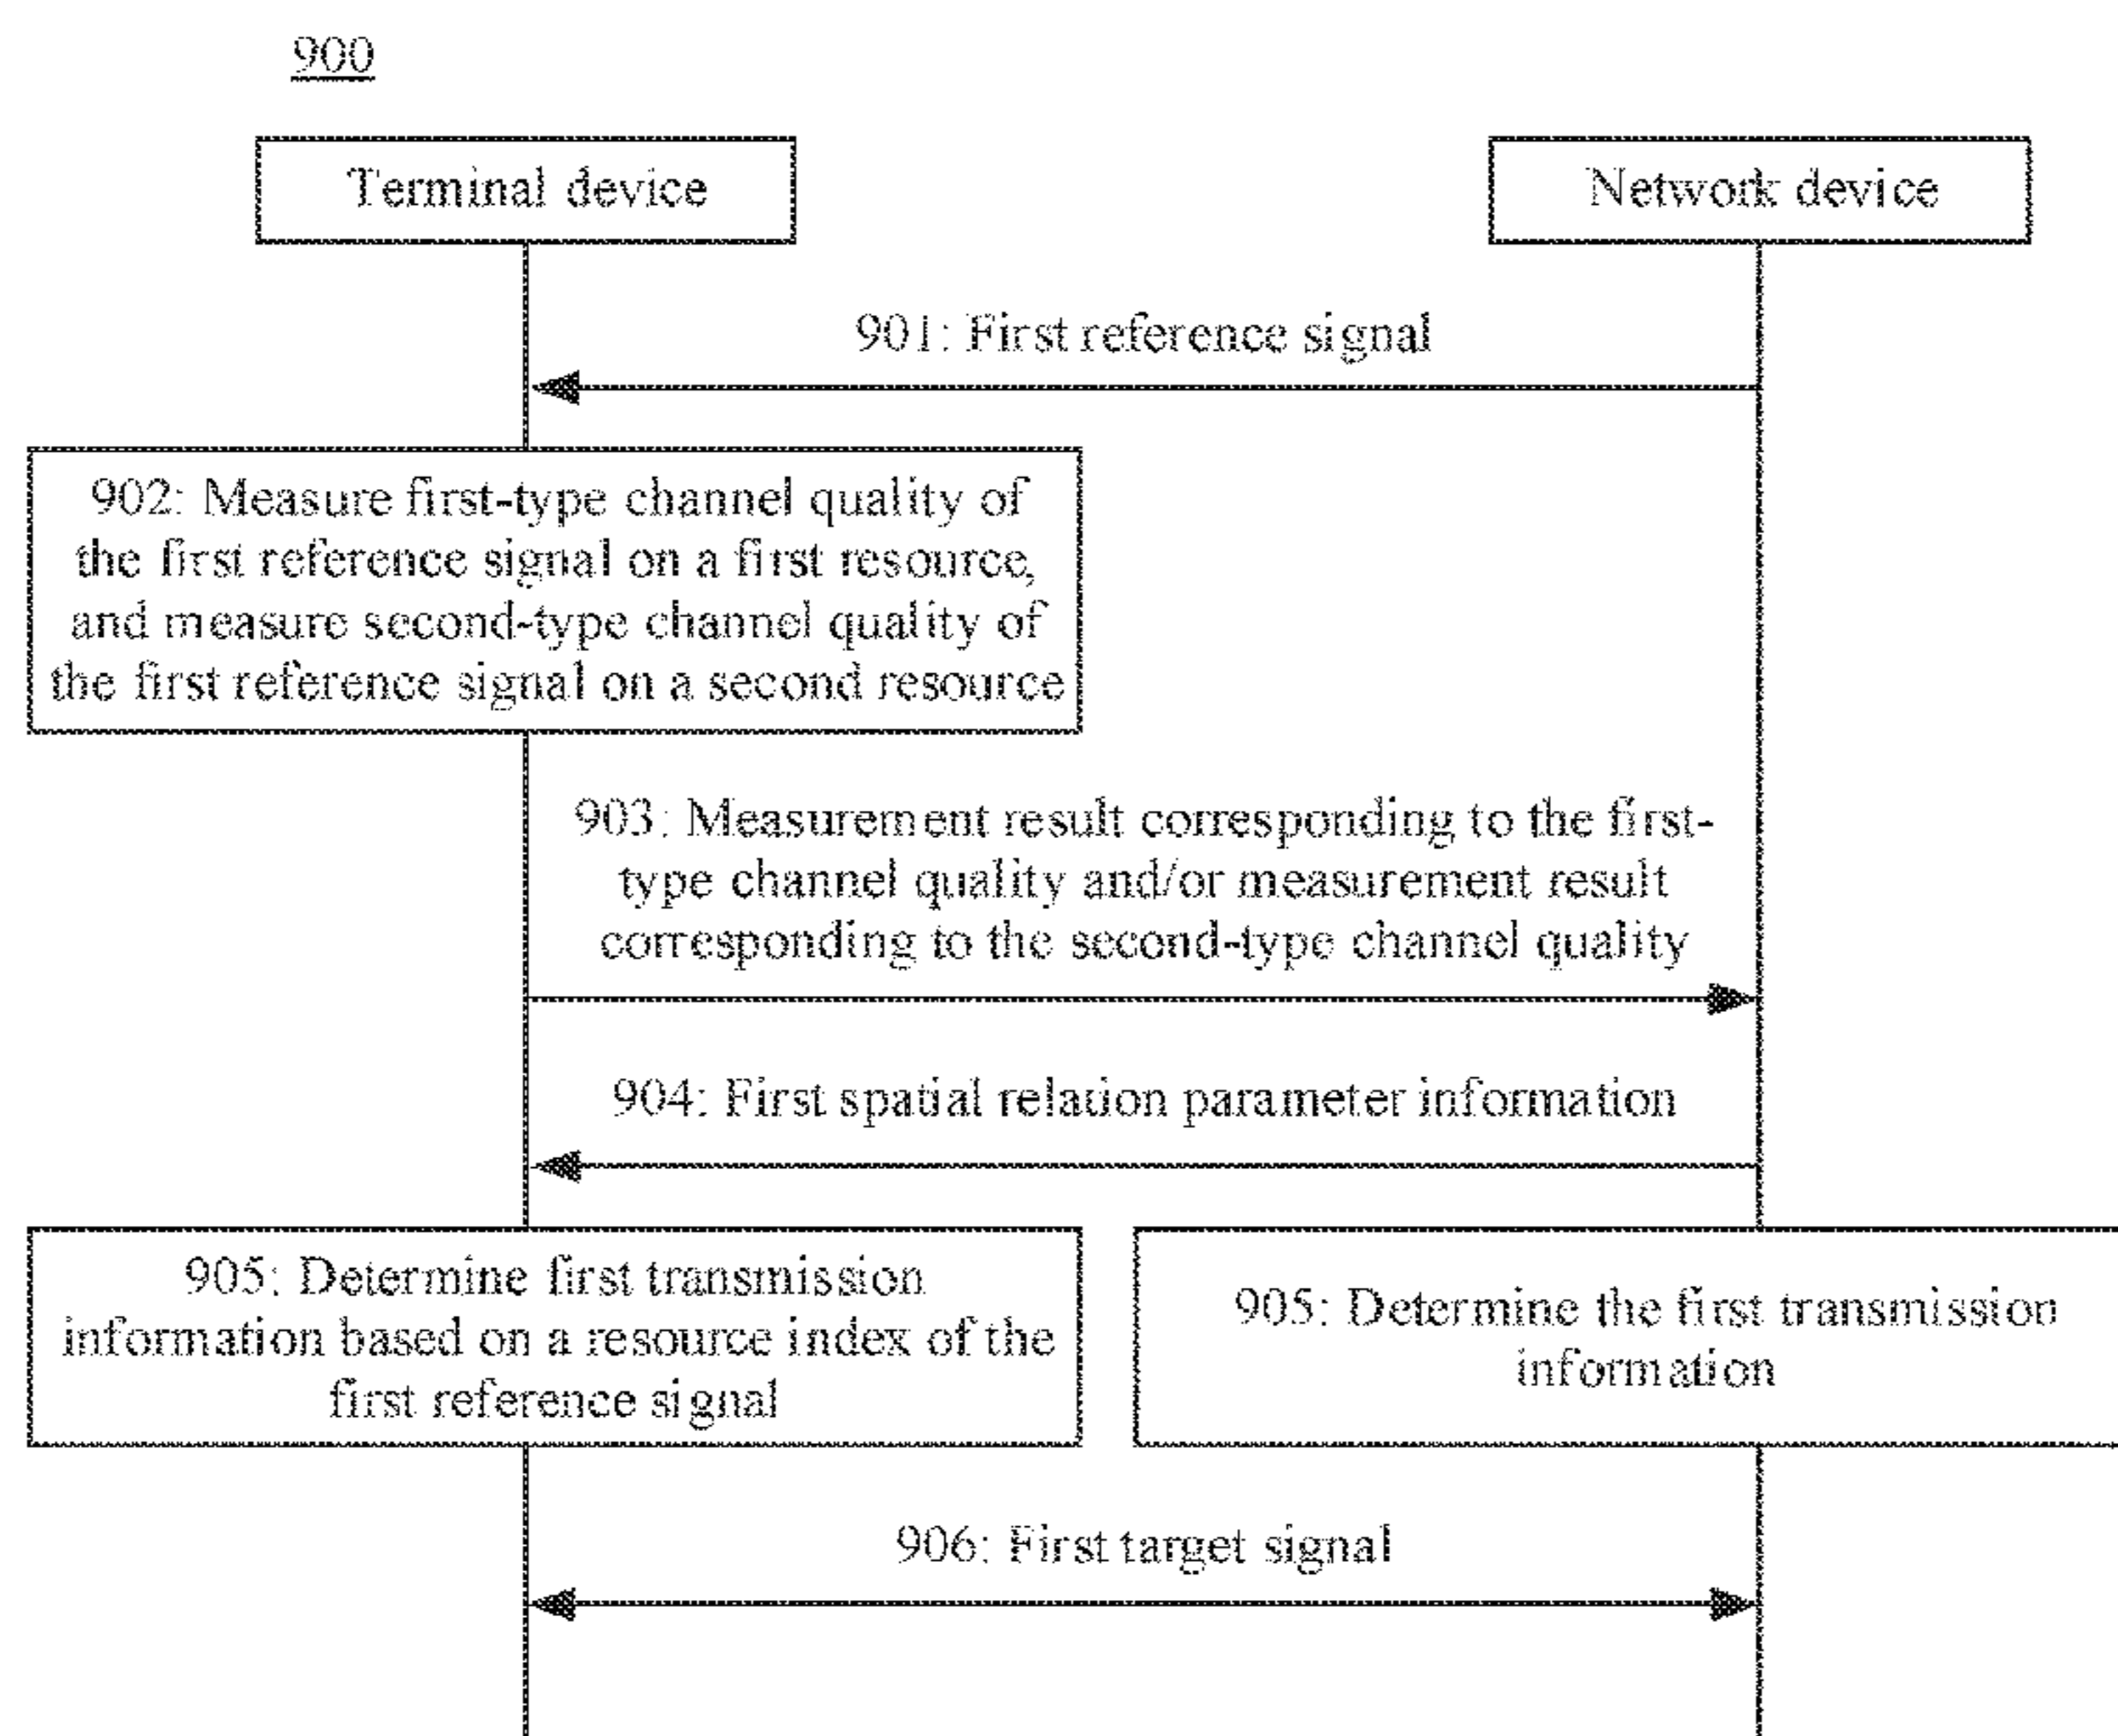 900
Terminal device
Network device
901: First reference signal
902: Measure first-type channel quality of
the first reference signal on a first resource,
and measure second-type channel quality of
the first reference signal on a second resource
903: Measurement result corresponding to the first-
type channel quality and/or measurement result
corresponding to the second-type channel quality
904: First spatial relation parameter information
905: Determine first transmission
information based on a resource index of the
first reference signal
905: Determine the first transmission
information
906: First target signal